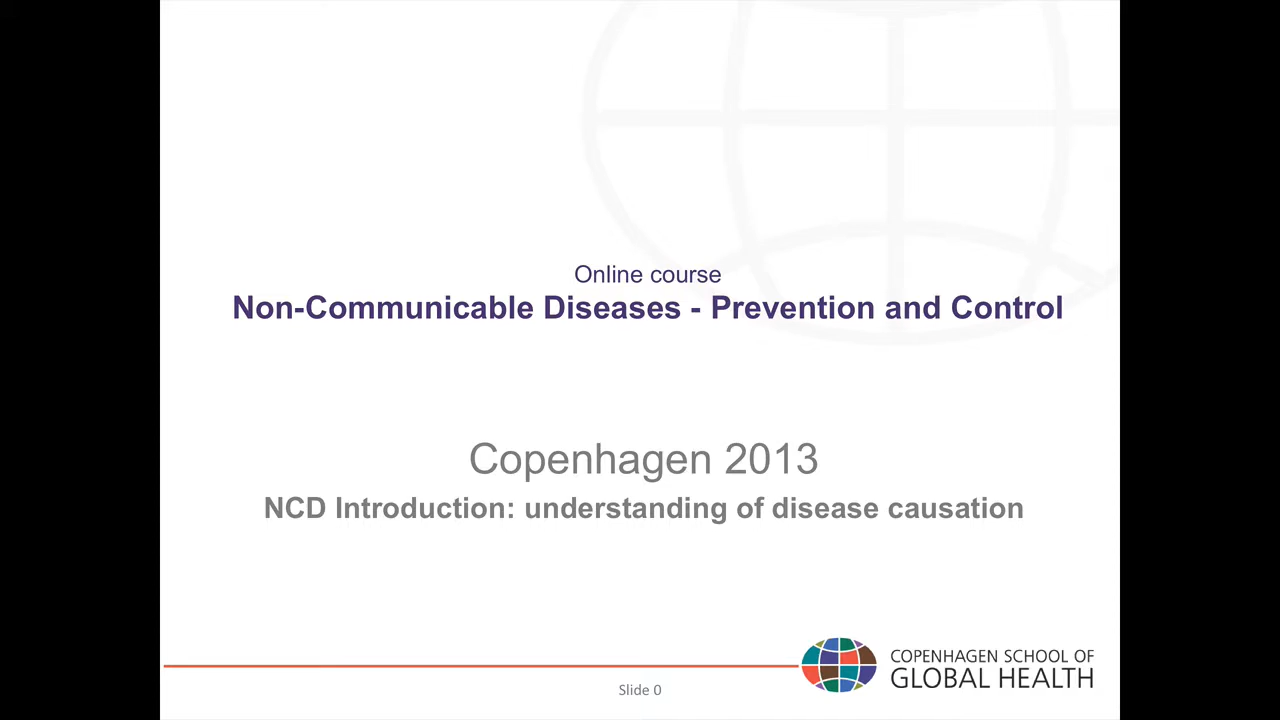 Online course
Non-Communicable Diseases - Prevention and Control
Copenhagen 2013
NCD Introduction: understanding of disease causation
COPENHAGEN SCHOOL OF
GLOBAL HEALTH
Slide 0